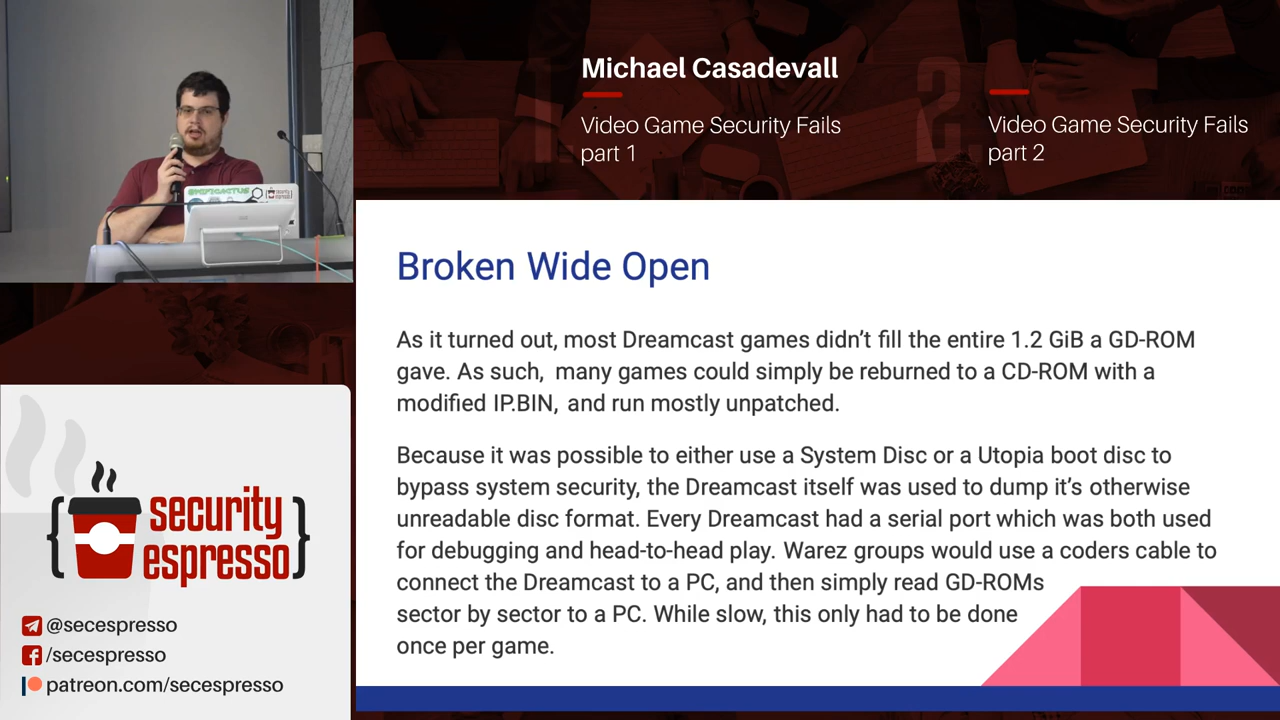 Michael Casadevall
Video Game Security Fails
part 1
Video Game Security Fails
part 2
Broken Wide Open
As it turned out, most Dreamcast games didn't fill the entire 1.2 GiB a GD-ROM
gave. As such, many games could simply be reburned to a CD-ROM with a
modified IP.BIN, and run mostly unpatched.
Because it was possible to either use a System Disc or a Utopia boot disc to
bypass system security, the Dreamcast itself was used to dump it's otherwise
unreadable disc format. Every Dreamcast had a serial port which was both used
for debugging and head-to-head play. Warez groups would use a coders cable to
connect the Dreamcast to a PC, and then simply read GD-ROMs
sector by sector to a PC. While slow, this only had to be done
once per game.
{security
espresso}
@secespresso
/secespresso
patreon.com/secespresso